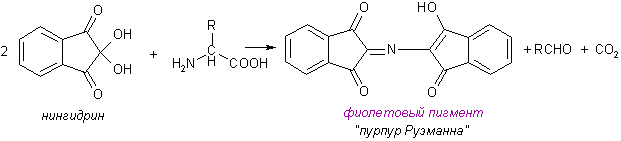 O
OH
OH
O
2
+
R
H₂N
COOH
O
HO
N
O
O
+ RCHO + CO₂
нингидрин
фиолетовый пигмент
"пурпур Руэманна"